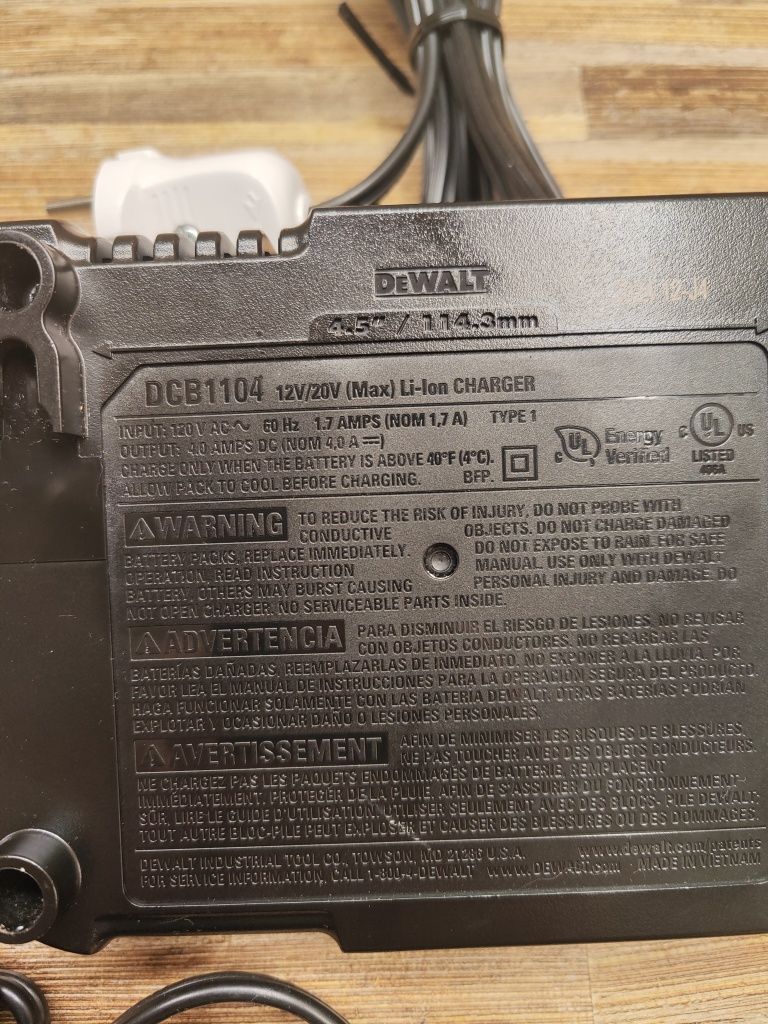 DEWALT
4.5" / 114.3mm
DCB1104 12V/20V (Max) Li-Ion CHARGER
INPUT: 120 V AC ~ 60 Hz 1.7 AMPS (NOM 1,7 A) TYPE 1
OUTPUT: 4.0 AMPS DC (NOM 4.0 A ⎓)
CHARGE ONLY WHEN THE BATTERY IS ABOVE 40°F (4°C).
ALLOW PACK TO COOL BEFORE CHARGING. BFP.
c UL Energy Verified
c UL US
LISTED
WARNING TO REDUCE THE RISK OF INJURY, DO NOT PROBE WITH
CONDUCTIVE OBJECTS. DO NOT CHARGE DAMAGED
BATTERY PACKS, REPLACE IMMEDIATELY. DO NOT EXPOSE TO RAIN. FOR SAFE
OPERATION, READ INSTRUCTION MANUAL. USE ONLY WITH DEWALT
BATTERY, OTHERS MAY BURST CAUSING PERSONAL INJURY AND DAMAGE. DO
NOT OPEN CHARGER, NO SERVICEABLE PARTS INSIDE.
ADVERTENCIA PARA DISMINUIR EL RIESGO DE LESIONES, NO REVISAR
CON OBJETOS CONDUCTORES. NO RECARGAR LAS
BATERÍAS DAÑADAS, REEMPLAZARLAS DE INMEDIATO. NO EXPONER A LA LLUVIA. POR
FAVOR LEA EL MANUAL DE INSTRUCCIONES PARA LA OPERACIÓN SEGURA DEL PRODUCTO.
HAGA FUNCIONAR SOLAMENTE CON LAS BATERIA DEWALT, OTRAS BATERÍAS PODRÍAN
EXPLOTAR Y OCASIONAR DAÑO O LESIONES PERSONALES.
AVERTISSEMENT AFIN DE MINIMISER LES RISQUES DE BLESSURES,
NE PAS TOUCHER AVEC DES OBJETS CONDUCTEURS.
NE CHARGEZ PAS LES PAQUETS ENDOMMAGÉS DE BATTERIE, REMPLACENT
IMMÉDIATEMENT. PROTÉGER DE LA PLUIE. AFIN DE S'ASSURER DU FONCTIONNEMENT
SÛR, LIRE LE GUIDE D'UTILISATION. UTILISER SEULEMENT AVEC DES BLOCS- PILE DEWALT.
TOUT AUTRE BLOC-PILE PEUT EXPLOSER ET CAUSER DES BLESSURES OU DES DOMMAGES.
DEWALT INDUSTRIAL TOOL CO., TOWSON, MD 21286 U.S.A. www.dewalt.com/patents
FOR SERVICE INFORMATION, CALL 1-800-4-DEWALT www.DEWALT.com MADE IN VIETNAM